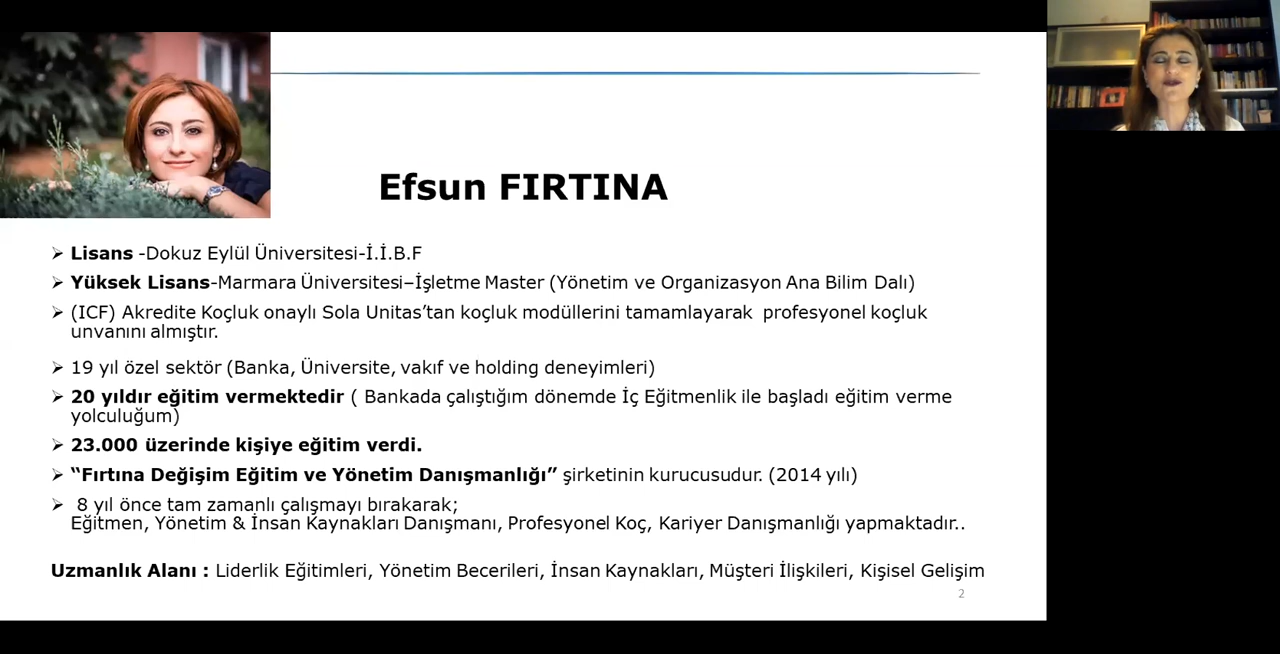 Efsun FIRTINA
➢ Lisans -Dokuz Eylül Üniversitesi-İ.İ.B.F
➢ Yüksek Lisans-Marmara Üniversitesi–İşletme Master (Yönetim ve Organizasyon Ana Bilim Dalı)
➢ (ICF) Akredite Koçluk onaylı Sola Unitas’tan koçluk modüllerini tamamlayarak profesyonel koçluk
unvanını almıştır.
➢ 19 yıl özel sektör (Banka, Üniversite, vakıf ve holding deneyimleri)
➢ 20 yıldır eğitim vermektedir ( Bankada çalıştığım dönemde İç Eğitmenlik ile başladı eğitim verme
yolculuğum)
➢ 23.000 üzerinde kişiye eğitim verdi.
➢ “Fırtına Değişim Eğitim ve Yönetim Danışmanlığı” şirketinin kurucusudur. (2014 yılı)
➢ 8 yıl önce tam zamanlı çalışmayı bırakarak;
Eğitmen, Yönetim & İnsan Kaynakları Danışmanı, Profesyonel Koç, Kariyer Danışmanlığı yapmaktadır..
Uzmanlık Alanı : Liderlik Eğitimleri, Yönetim Becerileri, İnsan Kaynakları, Müşteri İlişkileri, Kişisel Gelişim
2